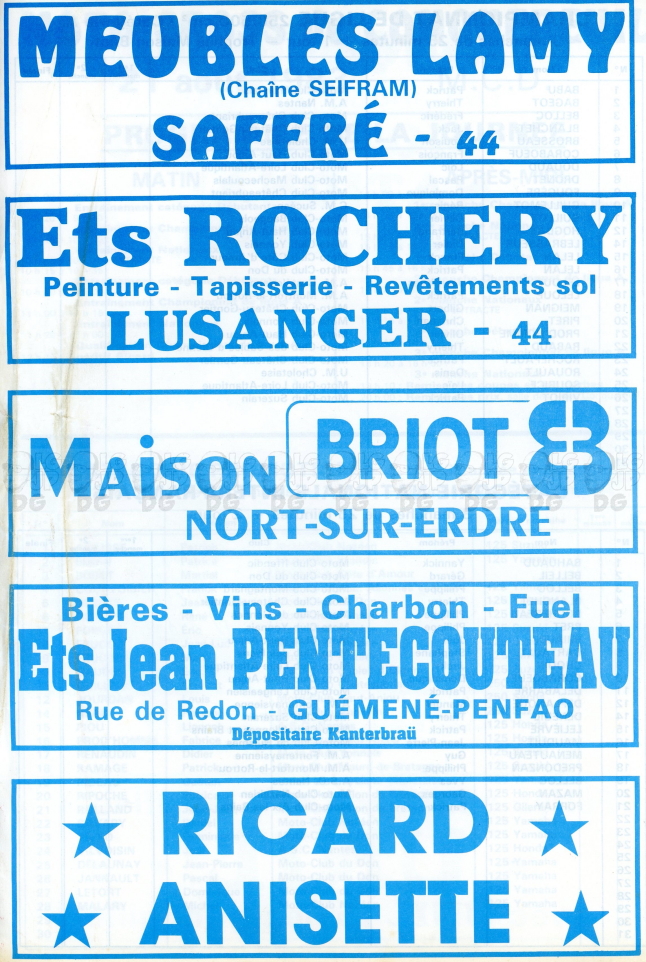 MEUBLES LAMY
(Chaîne SEIFRAM)
SAFFRÉ - 44
Ets ROCHERY
Peinture - Tapisserie - Revêtements sol
LUSANGER - 44
MAiSON BRIOT
NORT-SUR-ERDRE
Bières - Vins - Charbon - Fuel
Ets Jean PENTECOUTEAU
Rue de Redon - GUÉMENÉ-PENFAO
Dépositaire Kanterbraü
RICARD
ANISETTE